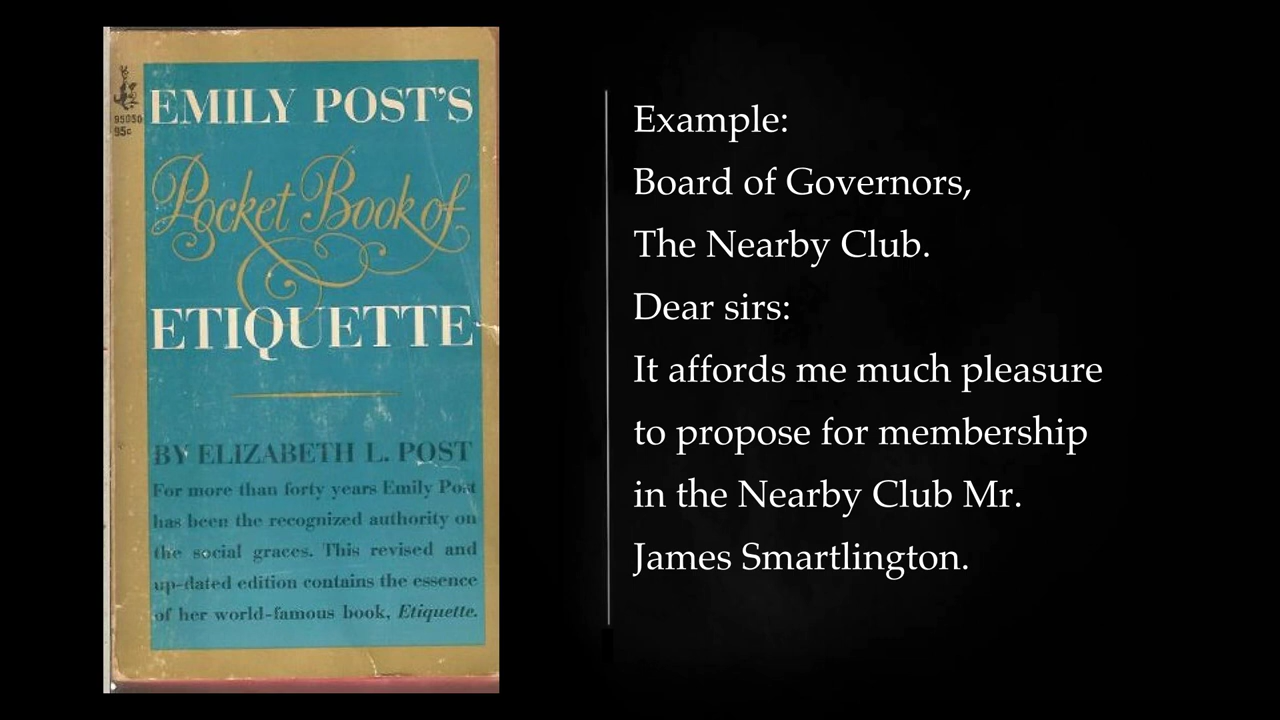 EMILY POST'S
Pocket Book of
ETIQUETTE
95050
95c
BY ELIZABETH L. POST
For more than forty years Emily Post
has been the recognized authority on
the social graces. This revised and
up-dated edition contains the essence
of her world-famous book, Etiquette.
Example:
Board of Governors,
The Nearby Club.
Dear sirs:
It affords me much pleasure
to propose for membership
in the Nearby Club Mr.
James Smartlington.